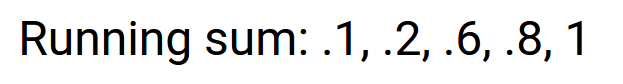 Running sum: .1, .2, .6, .8, 1